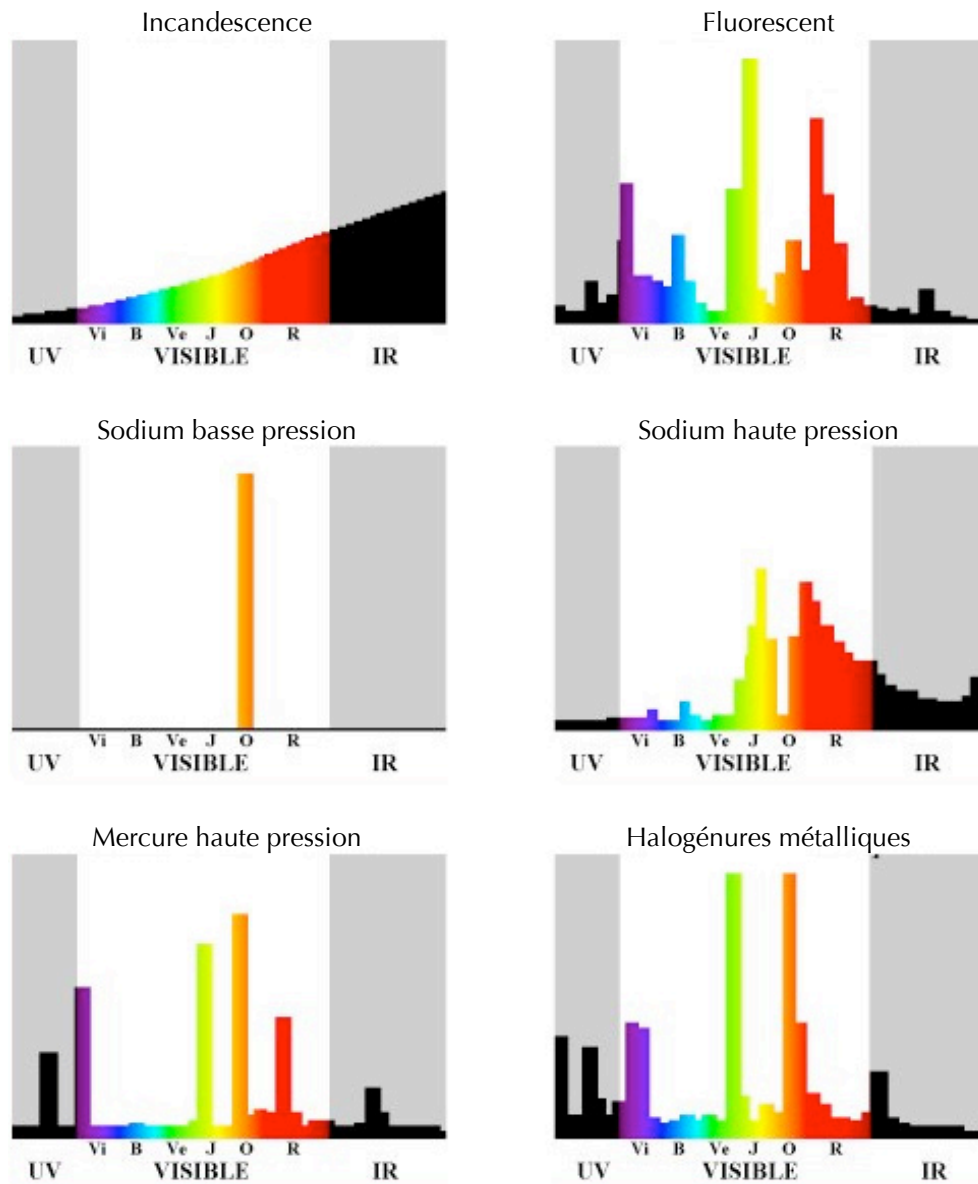 Incandescence
Fluorescent
Vi B Ve J O R
UV VISIBLE IR
Vi B Ve J O R
UV VISIBLE IR
Sodium basse pression
Sodium haute pression
Vi B Ve J O R
UV VISIBLE IR
Vi B Ve J O R
UV VISIBLE IR
Mercure haute pression
Halogénures métalliques
Vi B Ve J O R
UV VISIBLE IR
Vi B Ve J O R
UV VISIBLE IR